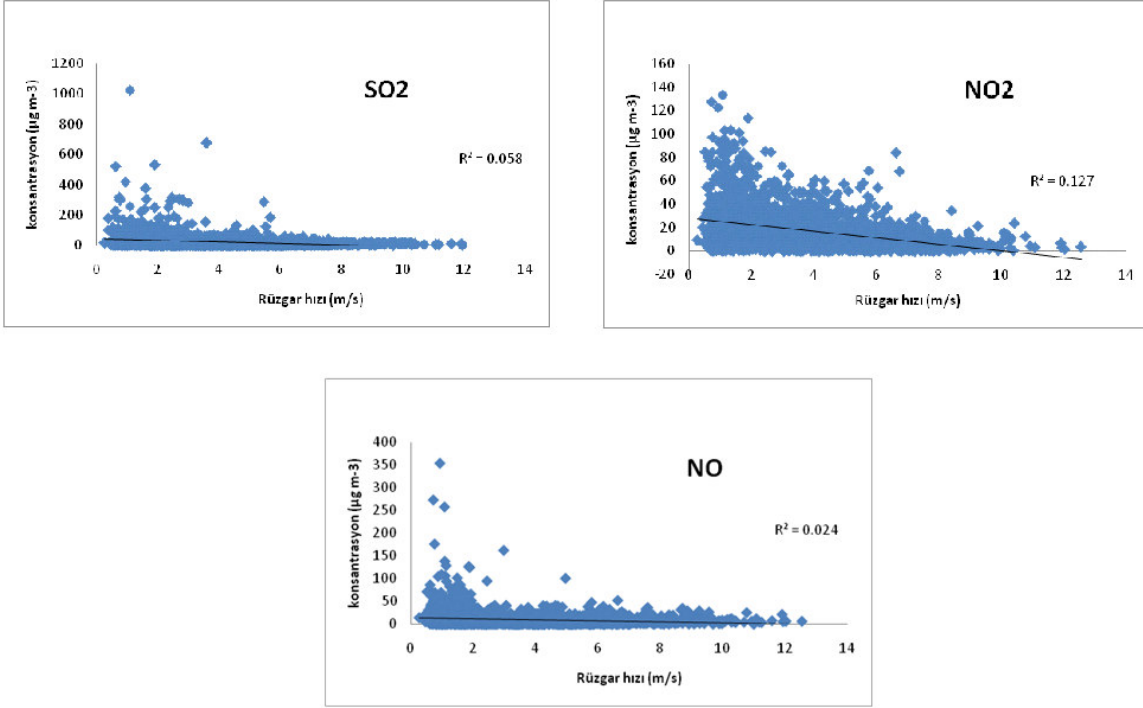 SO2
konsantrasyon (µg m-3)
1200
1000
800
600
400
200
0
R² = 0.058
0 2 4 6 8 10 12 14
Rüzgar hızı (m/s)
NO2
konsantrasyon (µg m-3)
160
140
120
100
80
60
40
20
0
-20
R² = 0.127
0 2 4 6 8 10 12 14
Rüzgar hızı (m/s)
NO
konsantrasyon (µg m-3)
400
350
300
250
200
150
100
50
0
R² = 0.024
0 2 4 6 8 10 12 14
Rüzgar hızı (m/s)